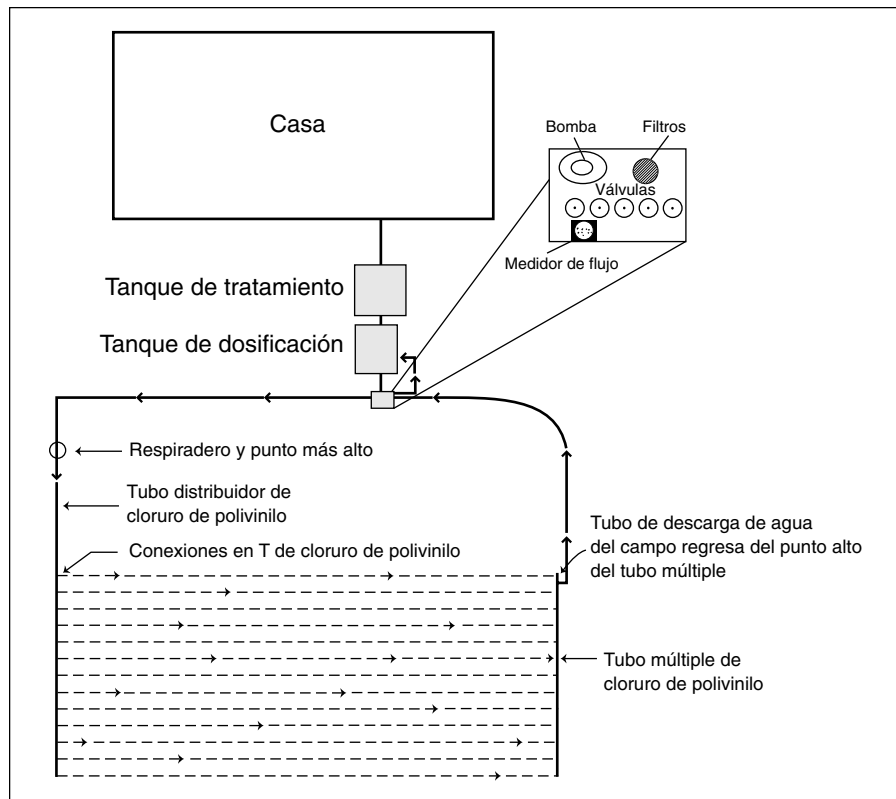 Casa
Bomba
Filtros
Válvulas
Medidor de flujo
Tanque de tratamiento
Tanque de dosificación
Respiradero y punto más alto
Tubo distribuidor de
cloruro de polivinilo
Conexiones en T de cloruro de polivinilo
Tubo de descarga de agua
del campo regresa del punto alto
del tubo múltiple
Tubo múltiple de
cloruro de polivinilo